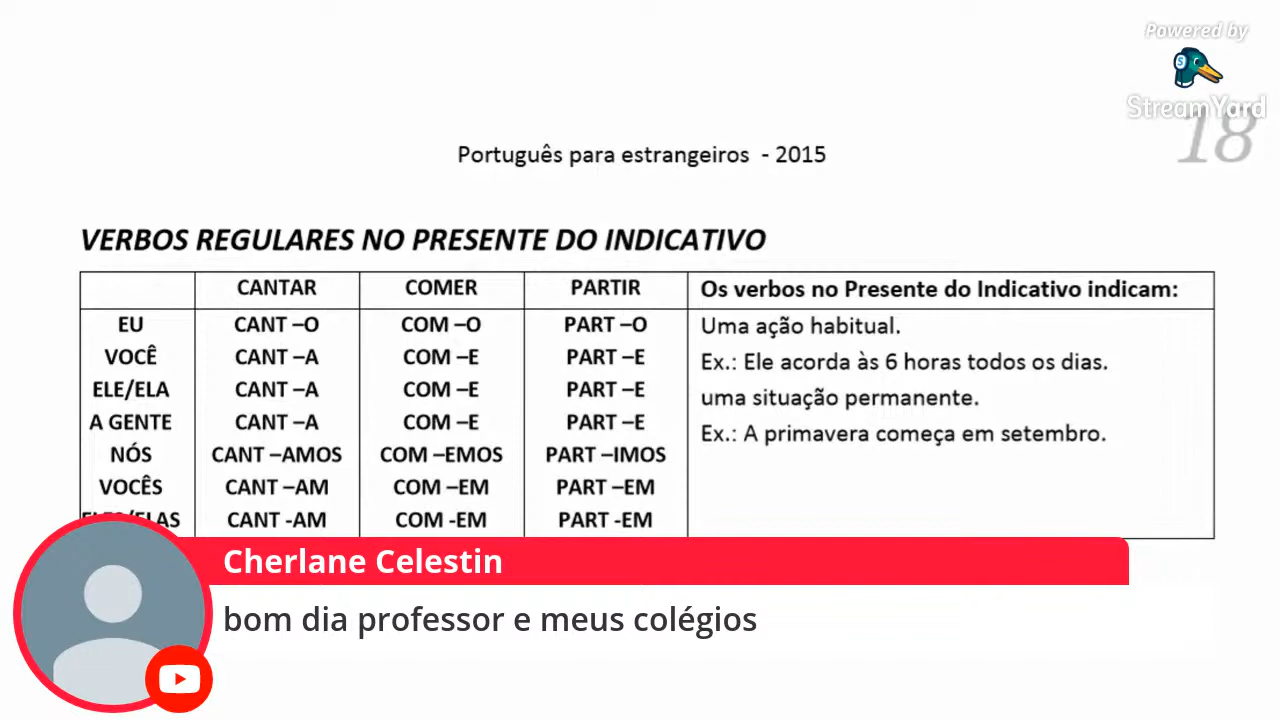 Powered by
StreamYard
18
Português para estrangeiros - 2015
VERBOS REGULARES NO PRESENTE DO INDICATIVO
CANTAR COMER PARTIR Os verbos no Presente do Indicativo indicam:
EU CANT –O COM –O PART –O Uma ação habitual.
VOCÊ CANT –A COM –E PART –E Ex.: Ele acorda às 6 horas todos os dias.
ELE/ELA CANT –A COM –E PART –E uma situação permanente.
A GENTE CANT –A COM –E PART –E Ex.: A primavera começa em setembro.
NÓS CANT –AMOS COM –EMOS PART –IMOS
VOCÊS CANT –AM COM –EM PART –EM
ELES/ELAS CANT -AM COM -EM PART -EM
Cherlane Celestin
bom dia professor e meus colégios